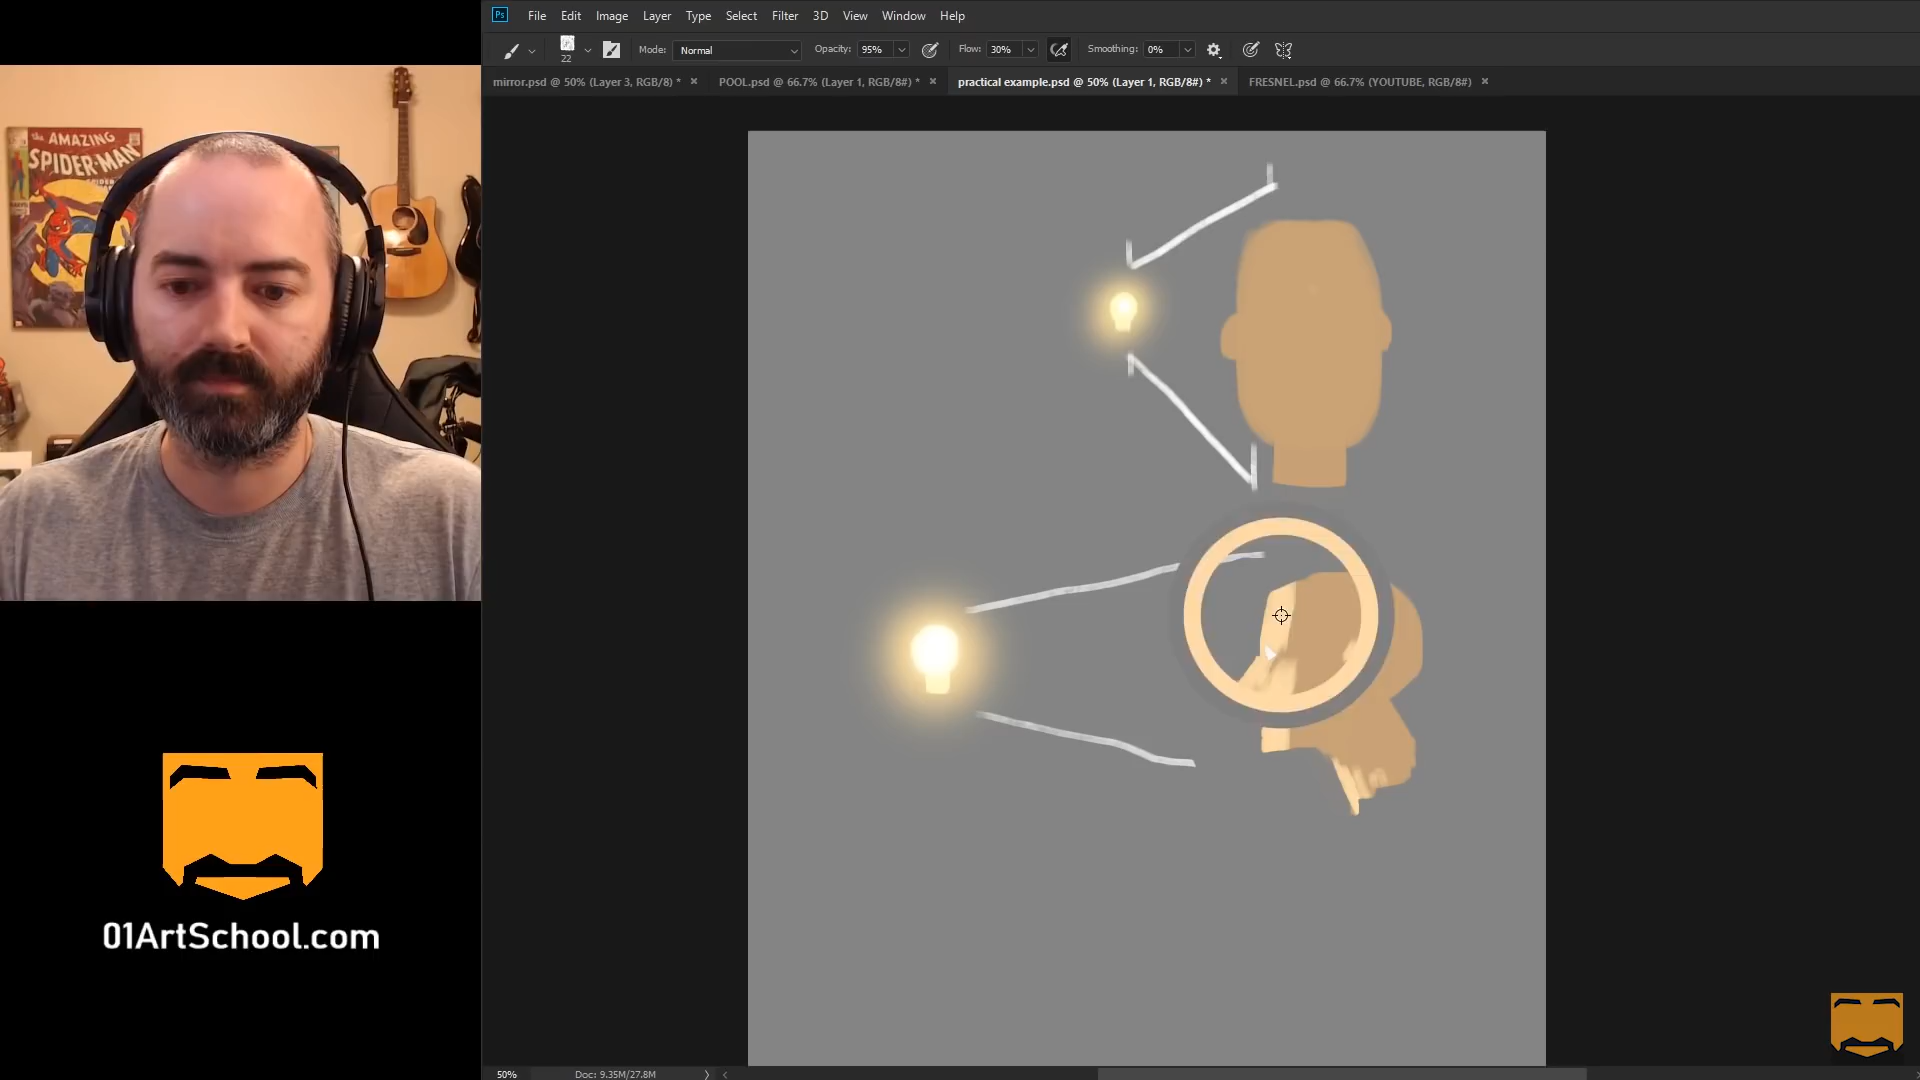 THE AMAZING
SPIDER-MAN
Ps File Edit Image Layer Type Select Filter 3D View Window Help
22 Mode: Normal Opacity: 95% Flow: 30% Smoothing: 0%
mirror.psd @ 50% (Layer 3, RGB/8) * × POOL.psd @ 66.7% (Layer 1, RGB/8#) * × practical example.psd @ 50% (Layer 1, RGB/8#) * × FRESNEL.psd @ 66.7% (YOUTUBE, RGB/8#) ×
01ArtSchool.com
50% Doc: 9.35M/27.8M